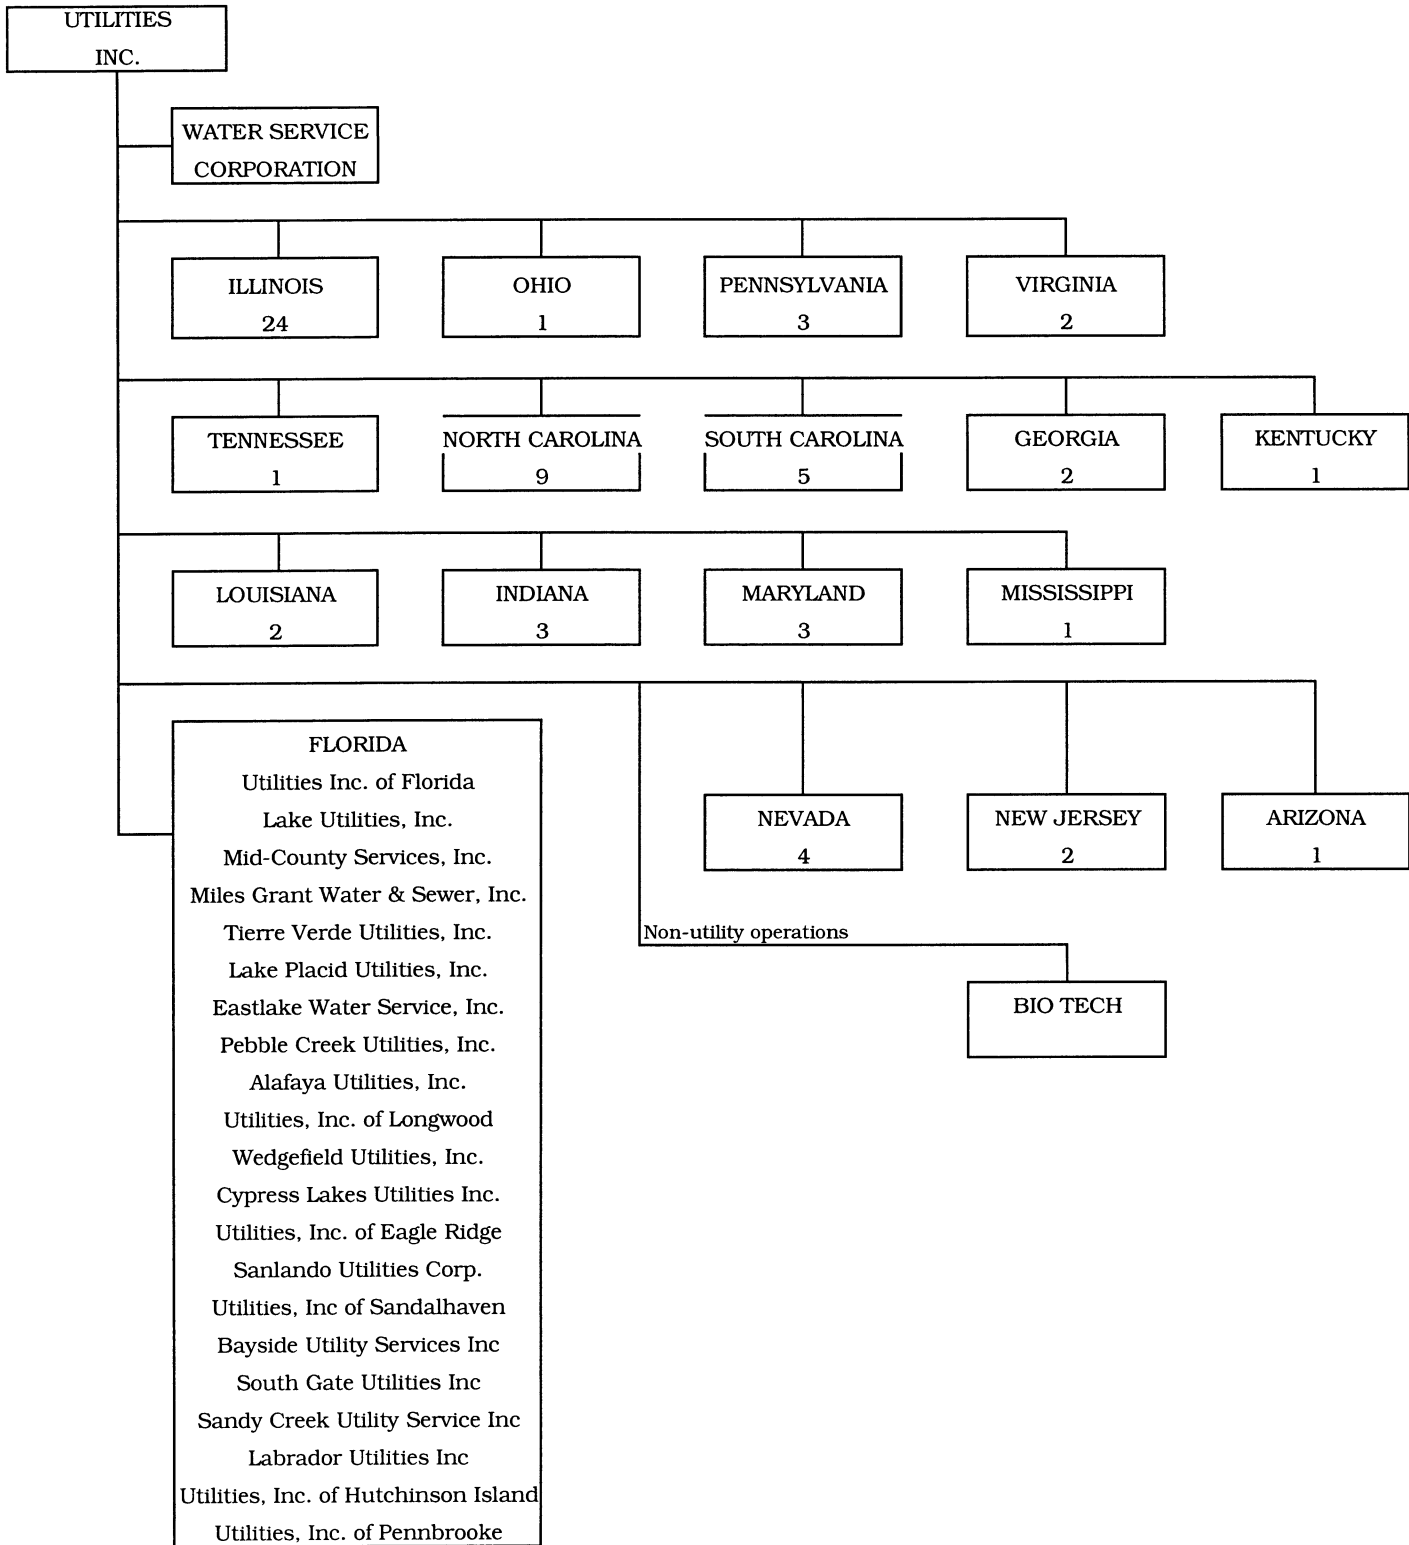 UTILITIES
INC.
WATER SERVICE
CORPORATION
ILLINOIS
24
OHIO
1
PENNSYLVANIA
3
VIRGINIA
2
TENNESSEE
1
NORTH CAROLINA
9
SOUTH CAROLINA
5
GEORGIA
2
KENTUCKY
1
LOUISIANA
2
INDIANA
3
MARYLAND
3
MISSISSIPPI
1
FLORIDA
Utilities Inc. of Florida
Lake Utilities, Inc.
Mid-County Services, Inc.
Miles Grant Water & Sewer, Inc.
Tierre Verde Utilities, Inc.
Lake Placid Utilities, Inc.
Eastlake Water Service, Inc.
Pebble Creek Utilities, Inc.
Alafaya Utilities, Inc.
Utilities, Inc. of Longwood
Wedgefield Utilities, Inc.
Cypress Lakes Utilities Inc.
Utilities, Inc. of Eagle Ridge
Sanlando Utilities Corp.
Utilities, Inc of Sandalhaven
Bayside Utility Services Inc
South Gate Utilities Inc
Sandy Creek Utility Service Inc
Labrador Utilities Inc
Utilities, Inc. of Hutchinson Island
Utilities, Inc. of Pennbrooke
NEVADA
4
NEW JERSEY
2
ARIZONA
1
Non-utility operations
BIO TECH